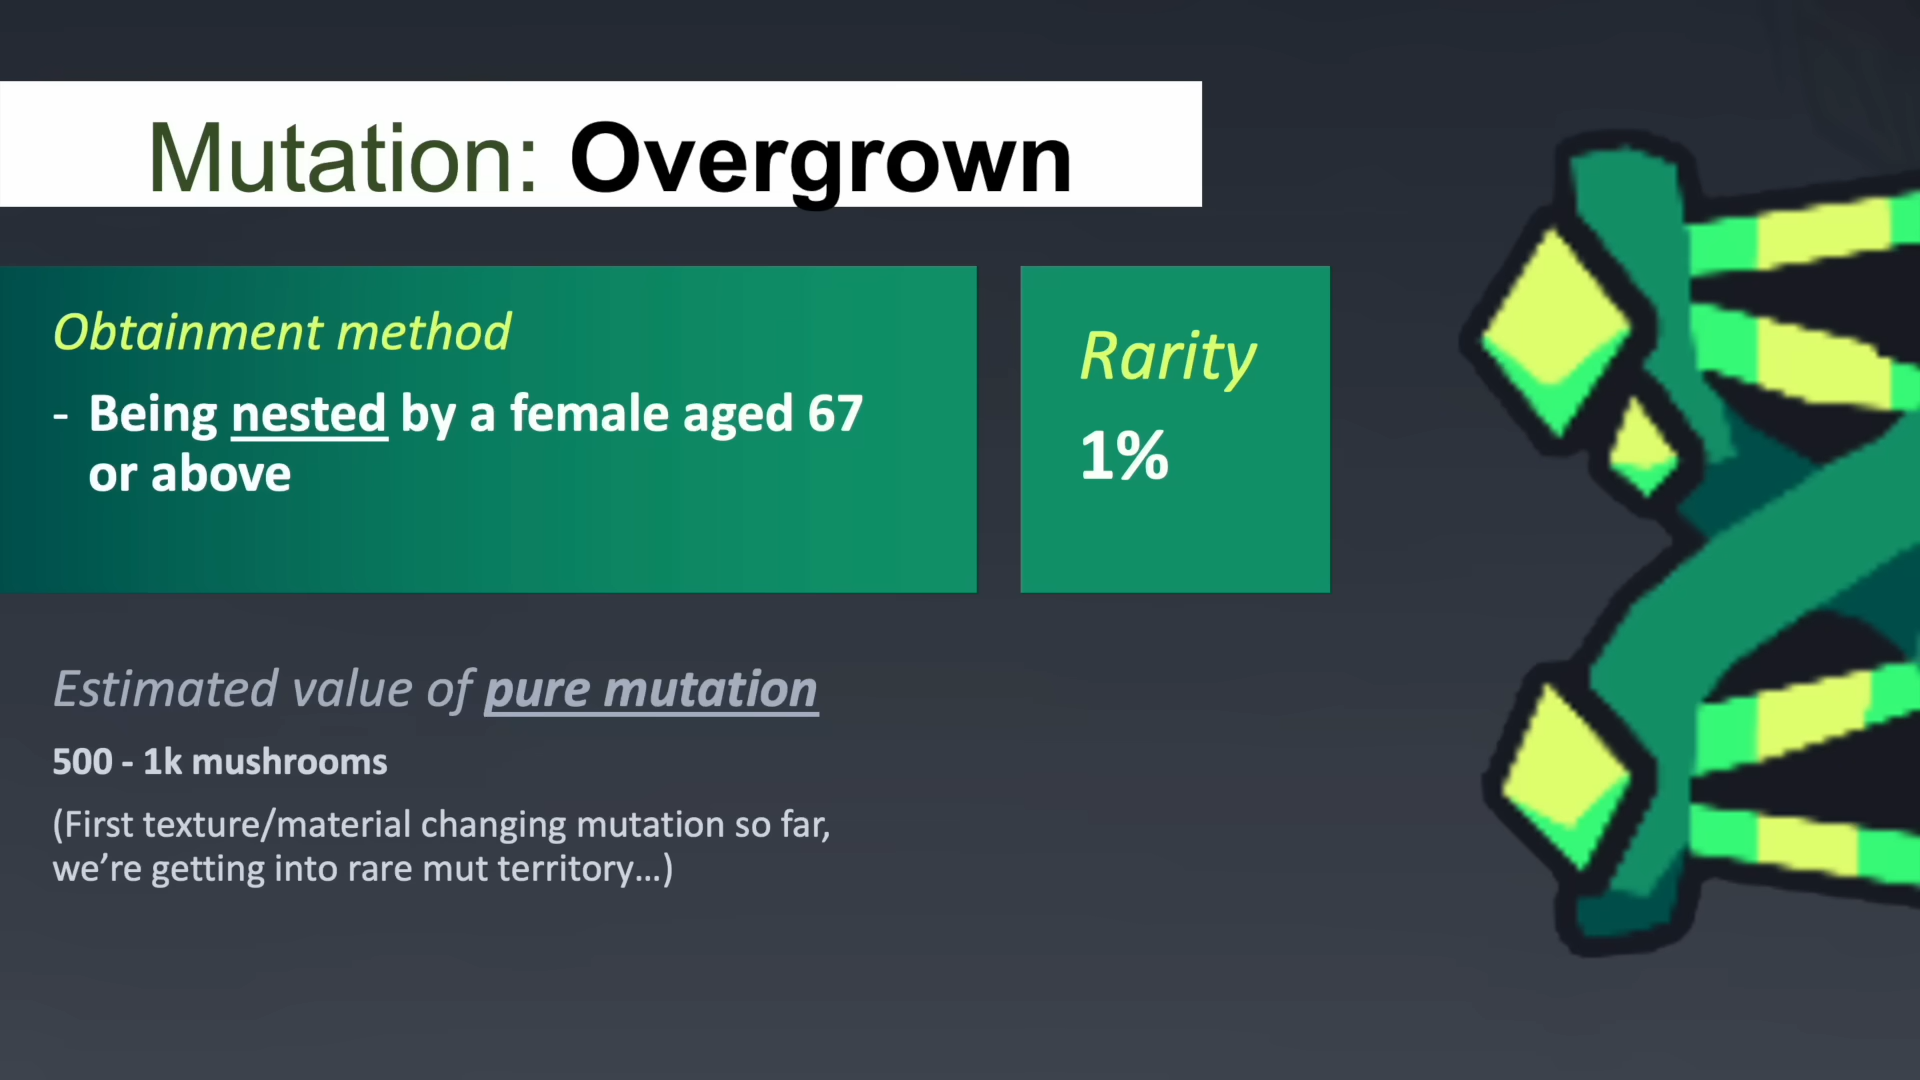 Mutation: Overgrown
Obtainment method
- Being nested by a female aged 67
or above
Rarity
1%
Estimated value of pure mutation
500 - 1k mushrooms
(First texture/material changing mutation so far,
we’re getting into rare mut territory...)